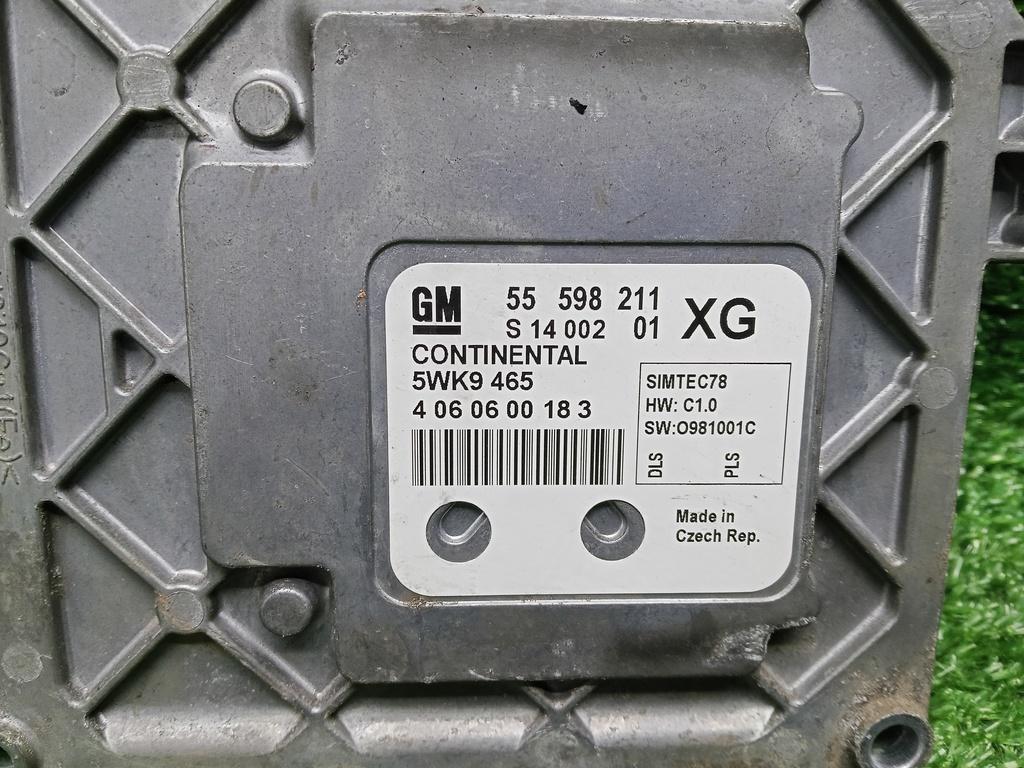 GM 55 598 211 XG
S 14 002 01
CONTINENTAL
5WK9 465
4 06 06 00 18 3
SIMTEC78
HW: C1.0
SW:O981001C
DLS PLS
Made in
Czech Rep.